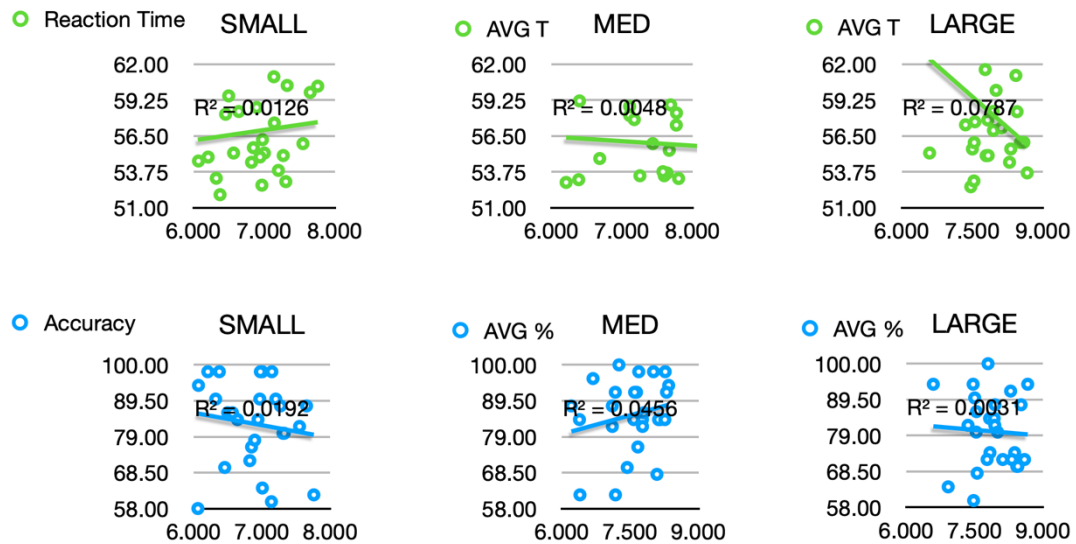 Reaction Time
SMALL
62.00
59.25
56.50
53.75
51.00
R² = 0.0126
6.000 7.000 8.000
AVG T
MED
62.00
59.25
56.50
53.75
51.00
R² = 0.0048
6.000 7.000 8.000
AVG T
LARGE
62.00
59.25
56.50
53.75
51.00
R² = 0.0787
6.000 7.500 9.000
Accuracy
SMALL
100.00
89.50
79.00
68.50
58.00
R² = 0.0192
6.000 7.000 8.000
AVG %
MED
100.00
89.50
79.00
68.50
58.00
R² = 0.0456
6.000 7.000 9.000
AVG %
LARGE
100.00
89.50
79.00
68.50
58.00
R² = 0.0031
6.000 7.500 9.000